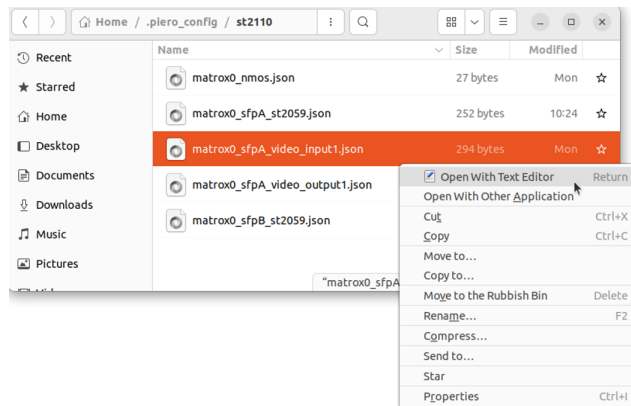 Home / .piero_config / st2110
Recent
Starred
Home
Desktop
Documents
Downloads
Music
Pictures
Name Size Modified
matrox0_nmos.json 27 bytes Mon
matrox0_sfpA_st2059.json 252 bytes 10:24
matrox0_sfpA_video_input1.json 294 bytes Mon
matrox0_sfpA_video_output1.json
matrox0_sfpB_st2059.json
"matrox0_sfpA
Open With Text Editor Return
Open With Other Application
Cut Ctrl+X
Copy Ctrl+C
Move to...
Copy to...
Move to the Rubbish Bin Delete
Rename... F2
Compress...
Send to...
Star
Properties Ctrl+I